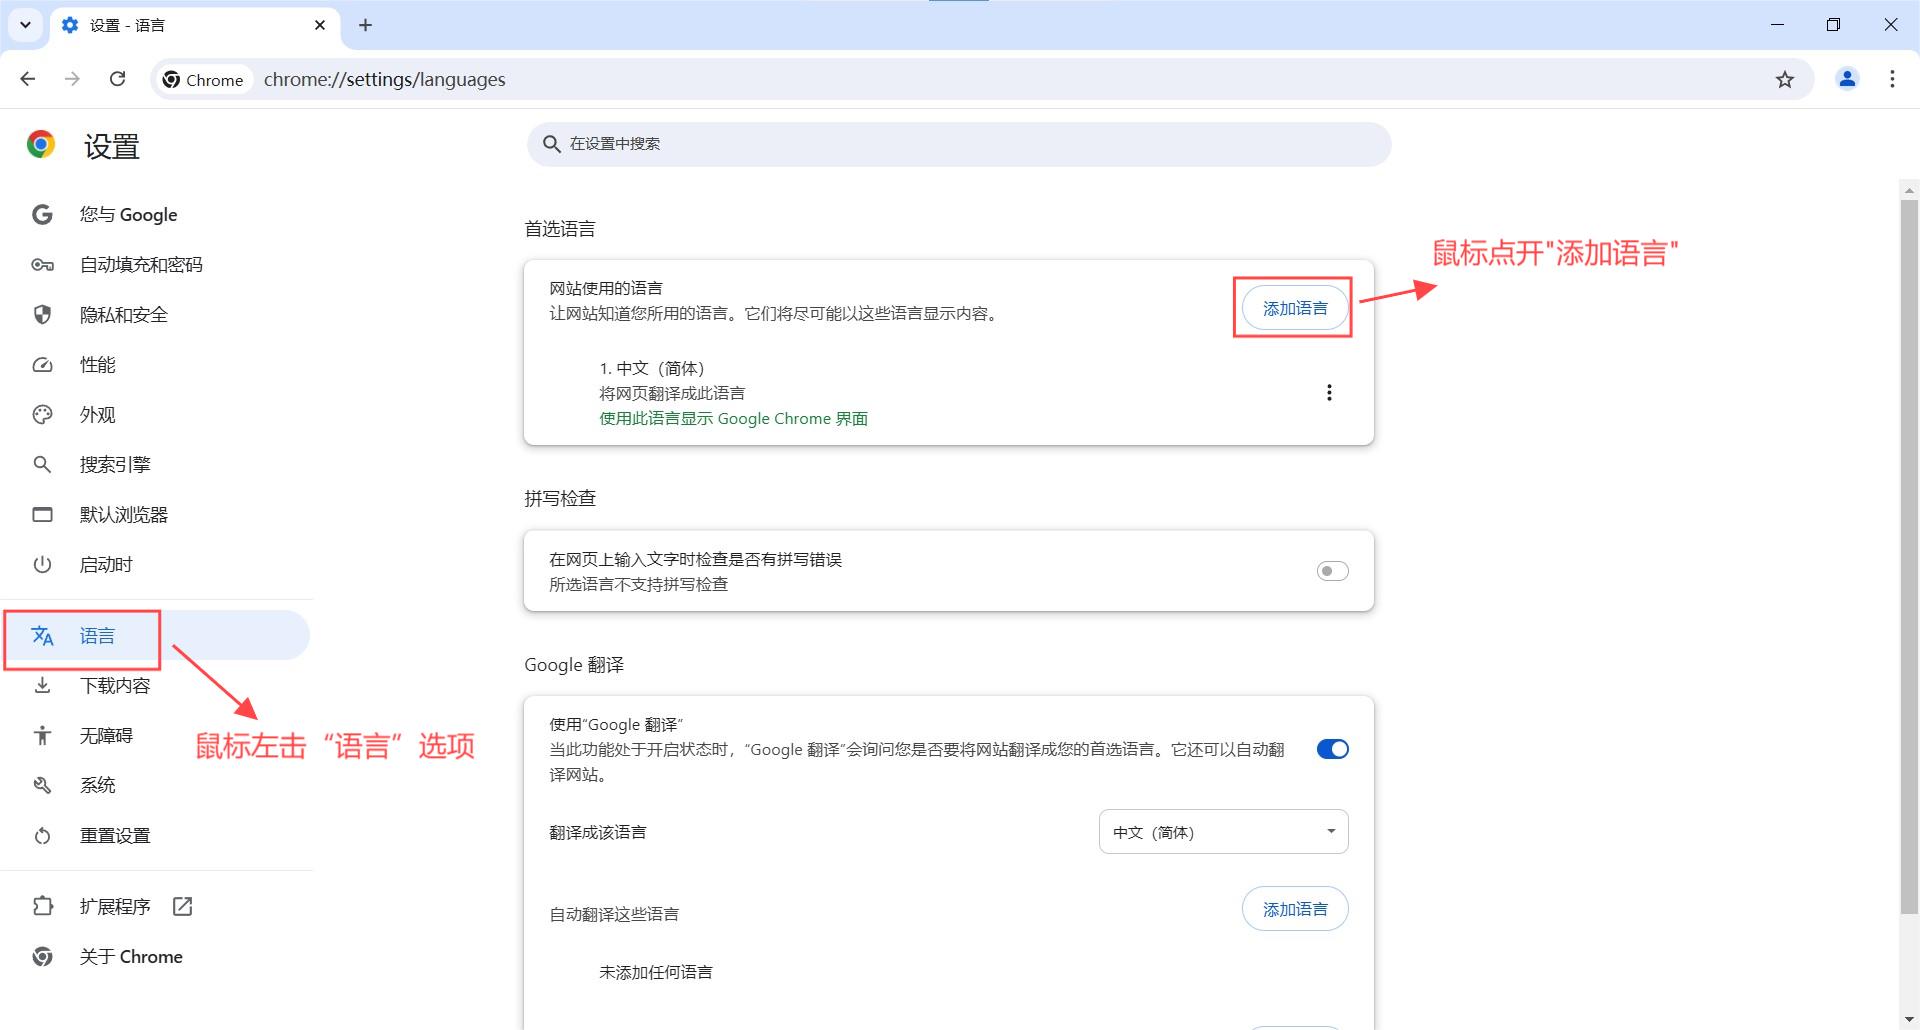 设置 - 语言
Chrome
chrome://settings/languages
设置
在设置中搜索
您与 Google
自动填充和密码
隐私和安全
性能
外观
搜索引擎
默认浏览器
启动时
语言
下载内容
无障碍
系统
重置设置
扩展程序
关于 Chrome
鼠标左击“语言”选项
首选语言
网站使用的语言
让网站知道您所用的语言。它们将尽可能以这些语言显示内容。
添加语言
鼠标点开"添加语言"
1. 中文（简体）
将网页翻译成此语言
使用此语言显示 Google Chrome 界面
拼写检查
在网页上输入文字时检查是否有拼写错误
所选语言不支持拼写检查
Google 翻译
使用“Google 翻译”
当此功能处于开启状态时，“Google 翻译”会询问您是否要将网站翻译成您的首选语言。它还可以自动翻
译网站。
翻译成该语言
中文（简体）
自动翻译这些语言
添加语言
未添加任何语言